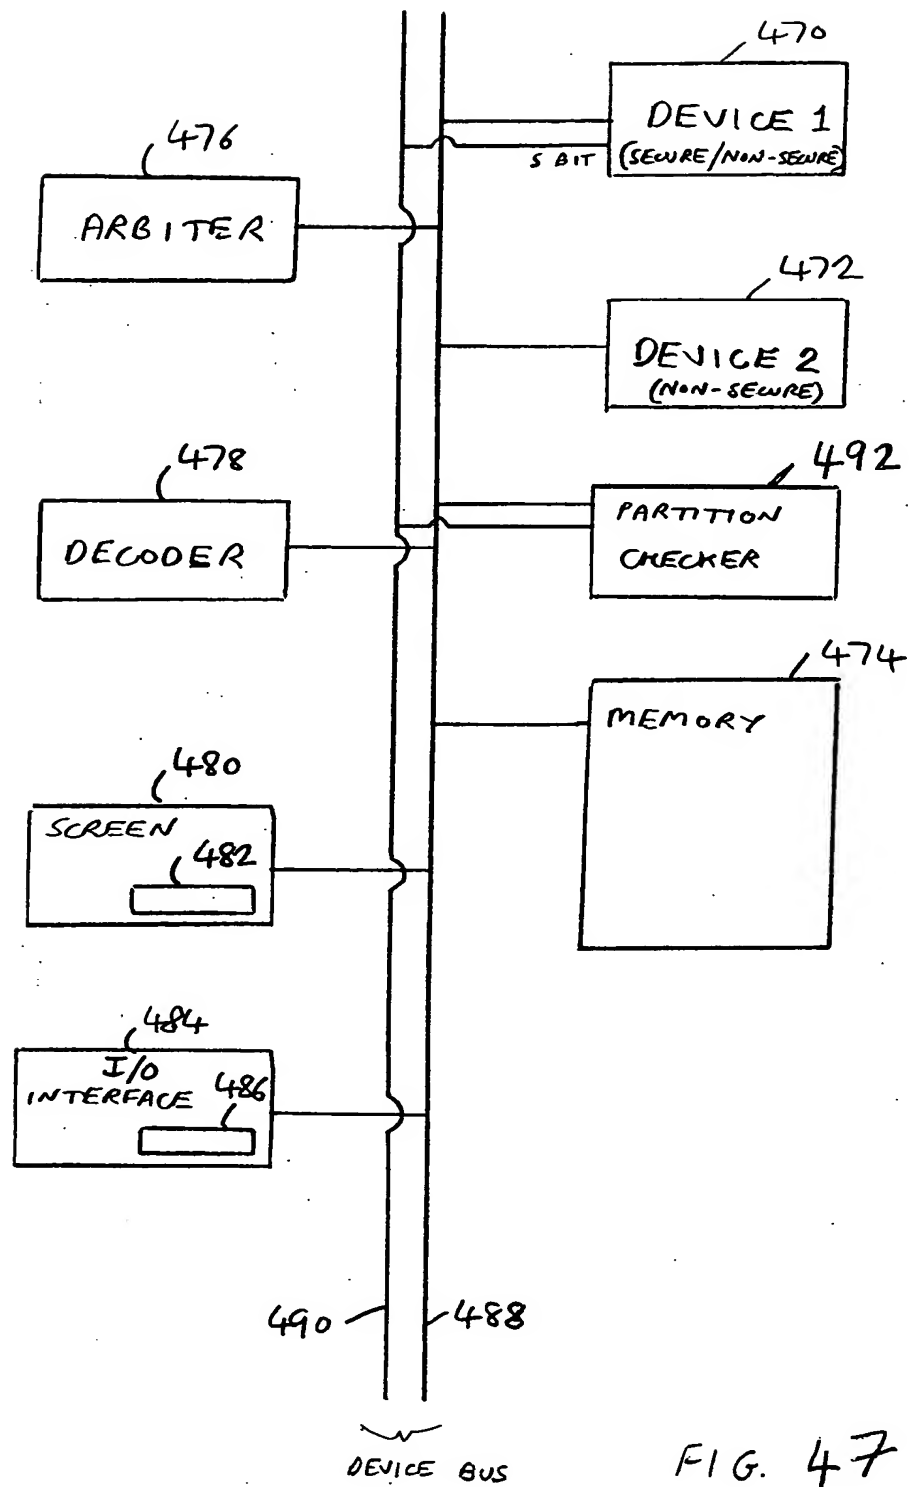 470
DEVICE 1
S BIT
(SECURE/NON-SECURE)
476
ARBITER
472
DEVICE 2
(NON-SECURE)
478
DECODER
492
PARTITION
CHECKER
474
MEMORY
480
SCREEN
482
484
I/O
INTERFACE
486
490
488
DEVICE BUS
FIG. 47